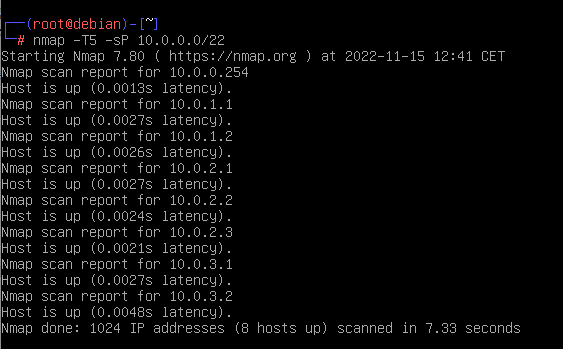 ┌──(root@debian)-[~]
└─# nmap -T5 -sP 10.0.0.0/22
Starting Nmap 7.80 ( https://nmap.org ) at 2022-11-15 12:41 CET
Nmap scan report for 10.0.0.254
Host is up (0.0013s latency).
Nmap scan report for 10.0.1.1
Host is up (0.0027s latency).
Nmap scan report for 10.0.1.2
Host is up (0.0026s latency).
Nmap scan report for 10.0.2.1
Host is up (0.0027s latency).
Nmap scan report for 10.0.2.2
Host is up (0.0024s latency).
Nmap scan report for 10.0.2.3
Host is up (0.0021s latency).
Nmap scan report for 10.0.3.1
Host is up (0.0027s latency).
Nmap scan report for 10.0.3.2
Host is up (0.0048s latency).
Nmap done: 1024 IP addresses (8 hosts up) scanned in 7.33 seconds